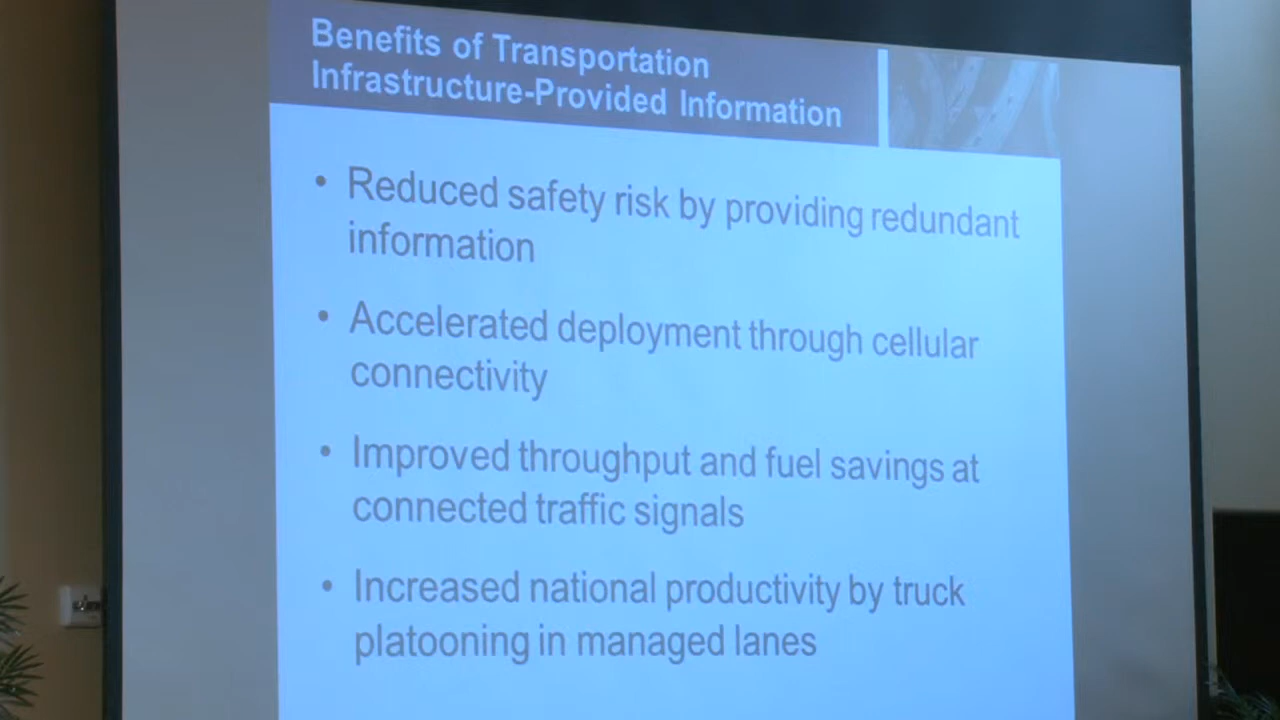 Benefits of Transportation
Infrastructure-Provided Information
• Reduced safety risk by providing redundant
information
• Accelerated deployment through cellular
connectivity
• Improved throughput and fuel savings at
connected traffic signals
• Increased national productivity by truck
platooning in managed lanes